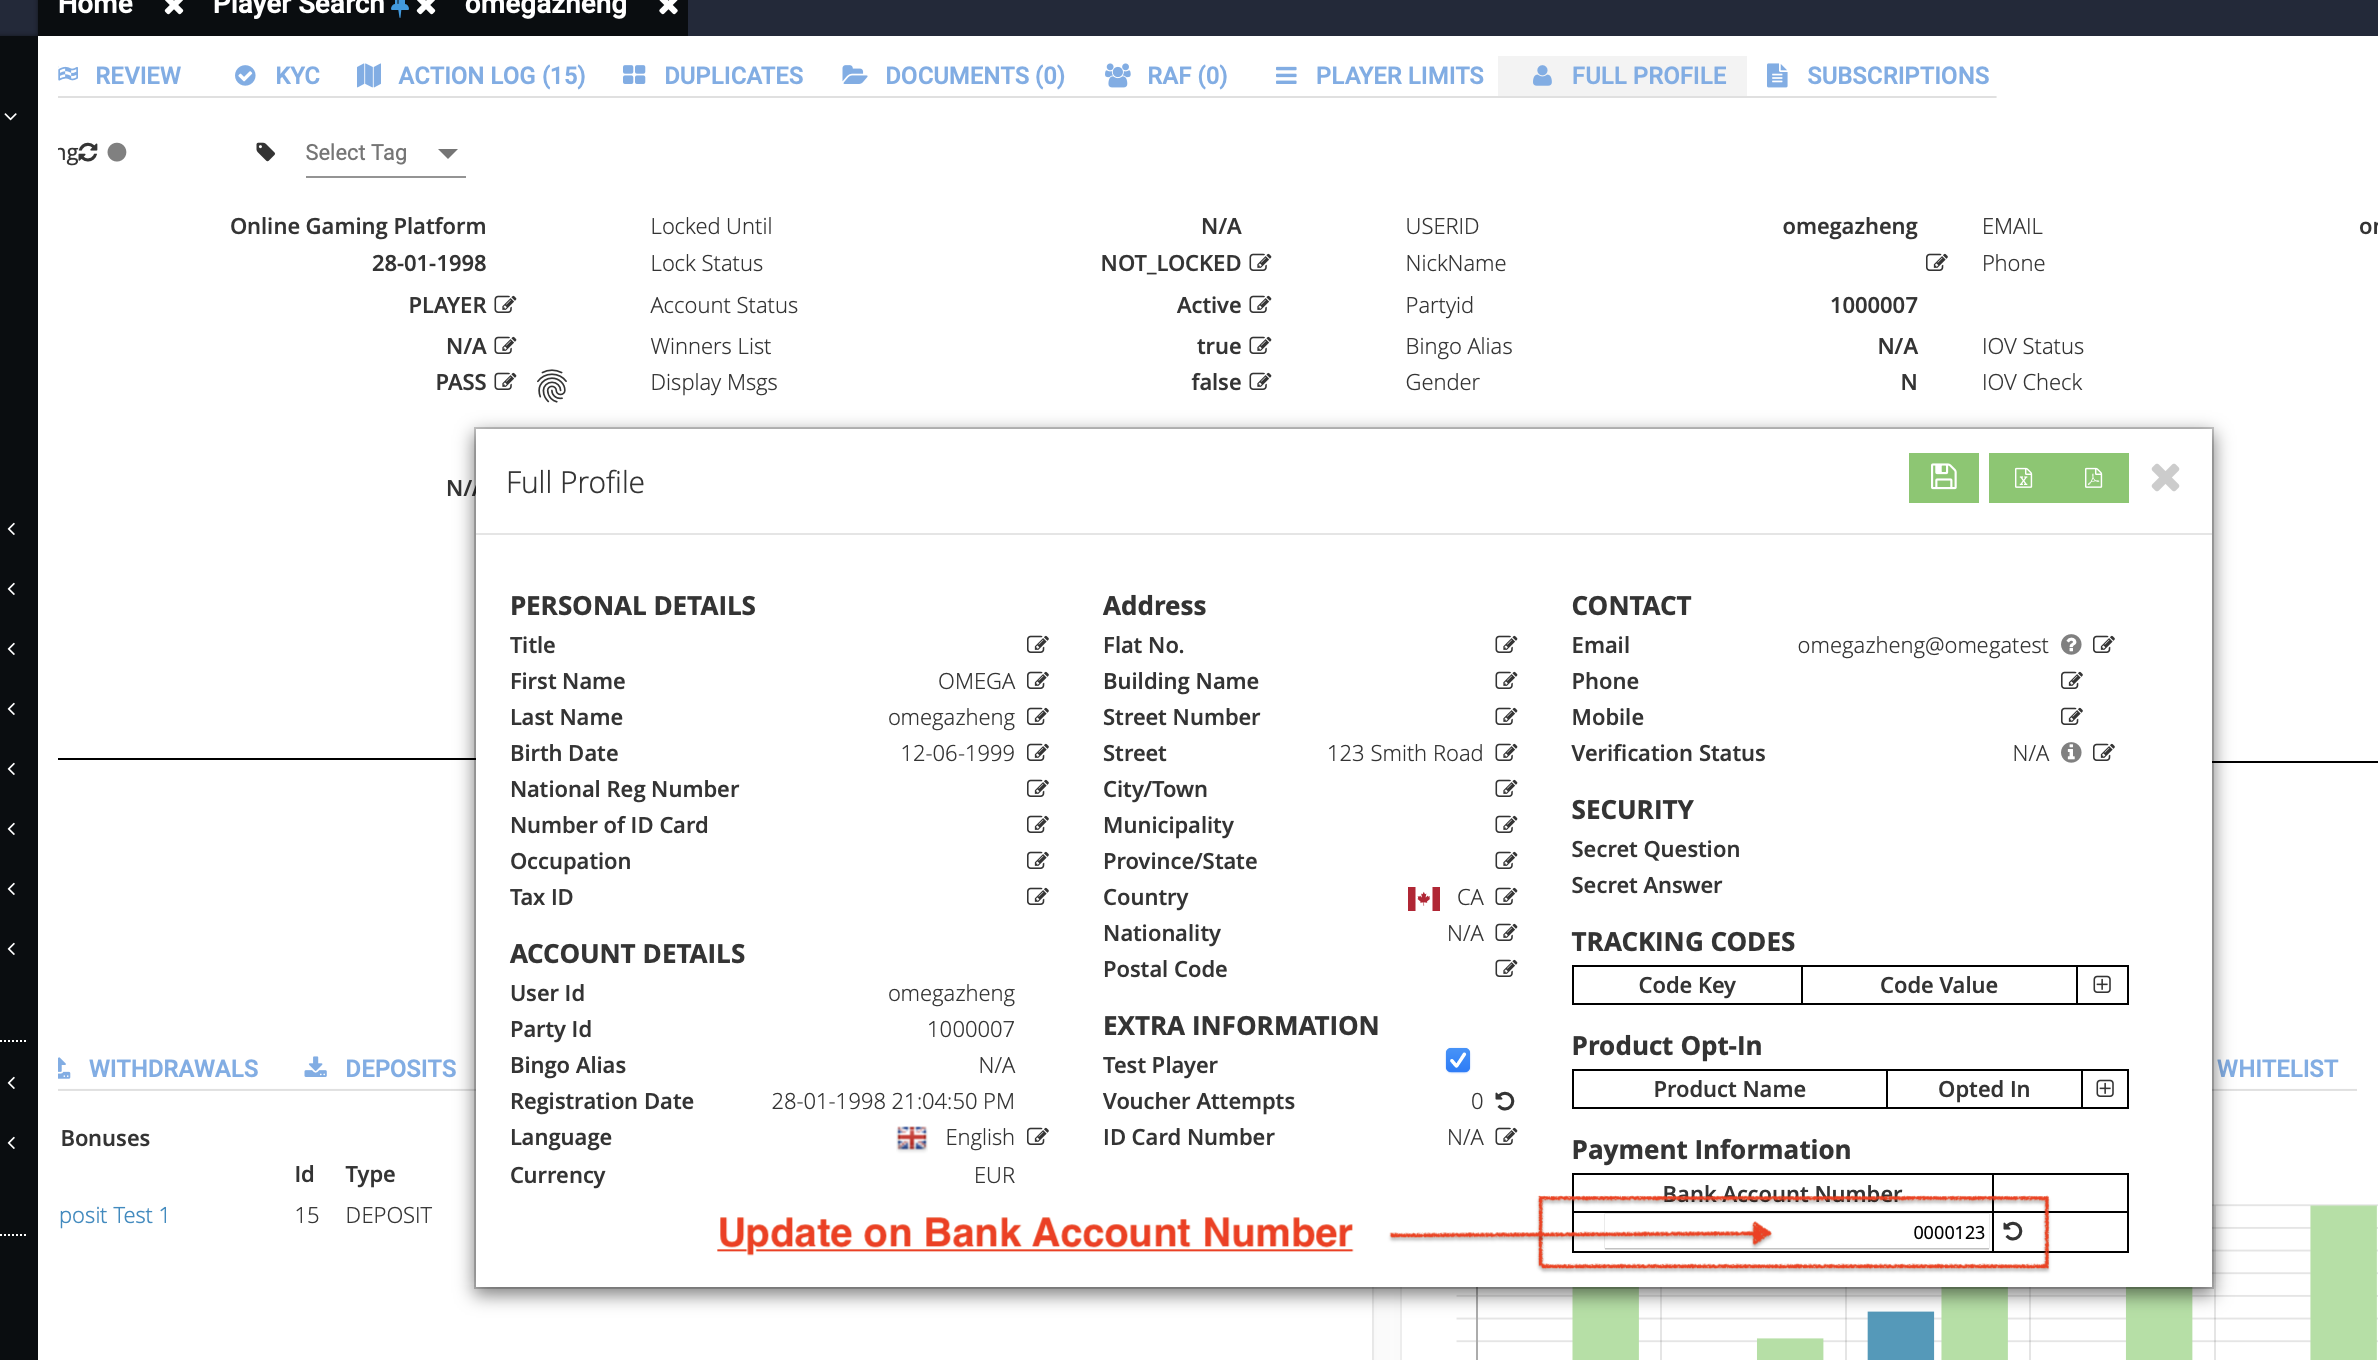 Home Player Search omegazheng
REVIEW KYC ACTION LOG (15) DUPLICATES DOCUMENTS (0) RAF (0) PLAYER LIMITS FULL PROFILE SUBSCRIPTIONS
ng Select Tag
Online Gaming Platform Locked Until N/A USERID omegazheng EMAIL or
28-01-1998 Lock Status NOT_LOCKED NickName Phone
PLAYER Account Status Active Partyid 1000007
N/A Winners List true Bingo Alias N/A IOV Status
PASS Display Msgs false Gender N IOV Check
N/A
Full Profile
PERSONAL DETAILS
Title
First Name OMEGA
Last Name omegazheng
Birth Date 12-06-1999
National Reg Number
Number of ID Card
Occupation
Tax ID
ACCOUNT DETAILS
User Id omegazheng
Party Id 1000007
Bingo Alias N/A
Registration Date 28-01-1998 21:04:50 PM
Language English
Currency EUR
Address
Flat No.
Building Name
Street Number
Street 123 Smith Road
City/Town
Municipality
Province/State
Country CA
Nationality N/A
Postal Code
EXTRA INFORMATION
Test Player
Voucher Attempts 0
ID Card Number N/A
CONTACT
Email omegazheng@omegatest
Phone
Mobile
Verification Status N/A
SECURITY
Secret Question
Secret Answer
TRACKING CODES
Code Key Code Value
Product Opt-In
Product Name Opted In
Payment Information
Bank Account Number
0000123
Update on Bank Account Number
WITHDRAWALS DEPOSITS WHITELIST
Bonuses
Id Type
posit Test 1 15 DEPOSIT